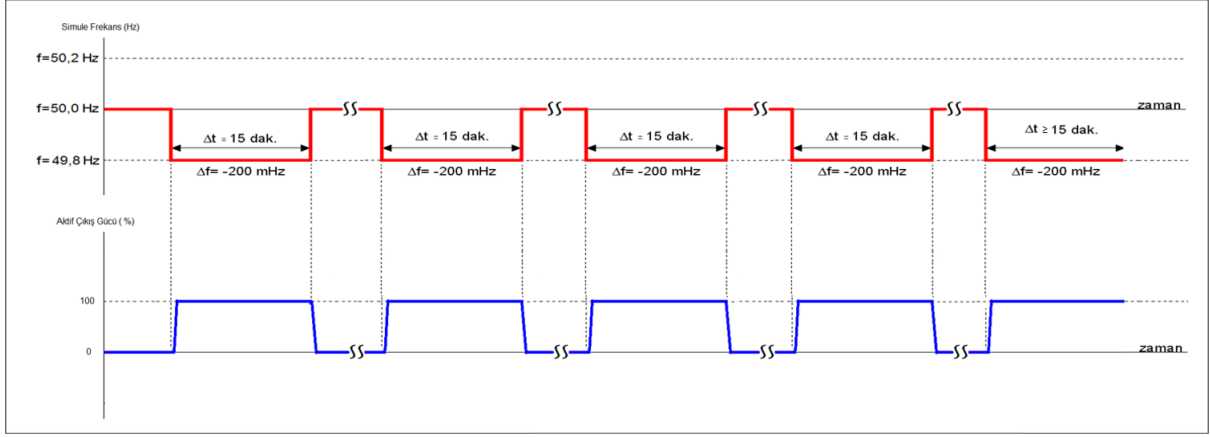 Simule Frekans (Hz)
f=50,2 Hz
f=50,0 Hz
zaman
Δt = 15 dak.
Δt = 15 dak.
Δt = 15 dak.
Δt = 15 dak.
Δt ≥ 15 dak.
f=49,8 Hz
Δf= -200 mHz
Δf= -200 mHz
Δf= -200 mHz
Δf= -200 mHz
Δf= -200 mHz
Aktif Çıkış Gücü ( %)
100
0
zaman